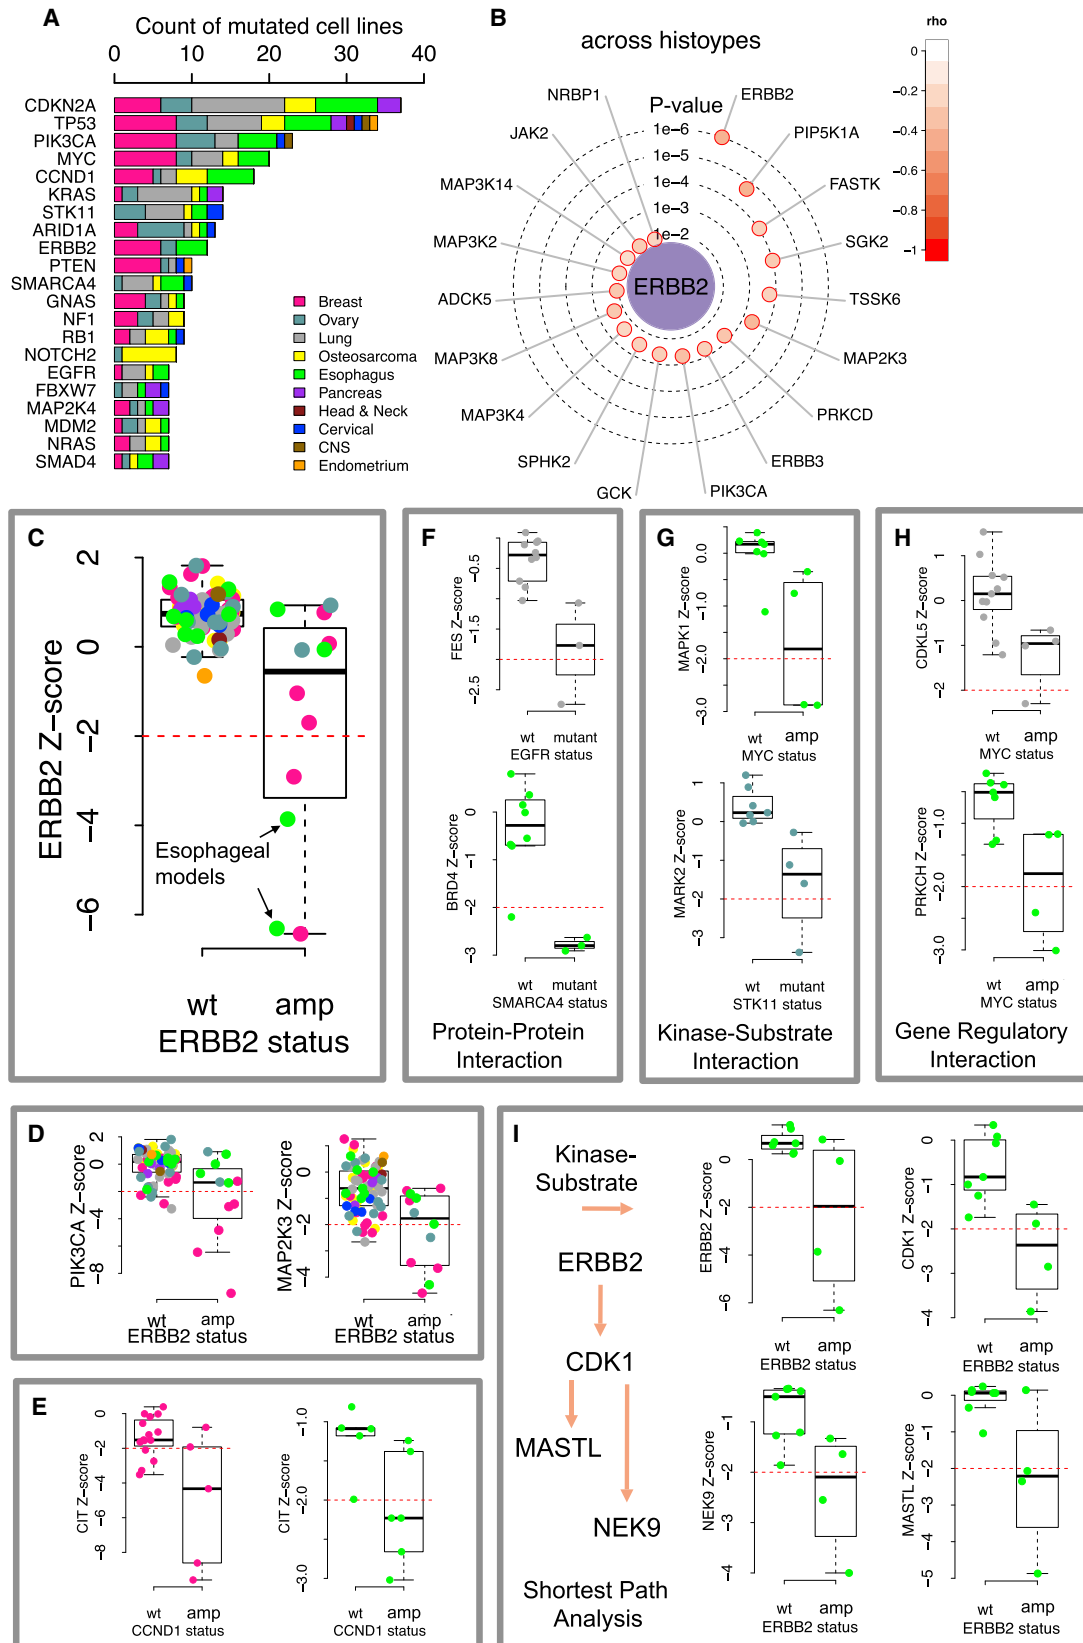 A
Count of mutated cell lines
0 10 20 30 40
CDKN2A
TP53
PIK3CA
MYC
CCND1
KRAS
STK11
ARID1A
ERBB2
PTEN
SMARCA4
GNAS
NF1
RB1
NOTCH2
EGFR
FBXW7
MAP2K4
MDM2
NRAS
SMAD4
Breast
Ovary
Lung
Osteosarcoma
Esophagus
Pancreas
Head & Neck
Cervical
CNS
Endometrium
B
across histoypes
P-value
1e-6
1e-5
1e-4
1e-3
1e-2
ERBB2
NRBP1
JAK2
MAP3K14
MAP3K2
ADCK5
MAP3K8
MAP3K4
SPHK2
GCK
PIK3CA
ERBB3
PRKCD
MAP2K3
TSSK6
SGK2
FASTK
PIP5K1A
ERBB2
rho
0
−0.2
−0.4
−0.6
−0.8
−1
C
ERBB2 Z−score
2
0
−2
−4
−6
Esophageal
models
wt amp
ERBB2 status
F
FES Z−score
−0.5
−1.5
−2.5
wt mutant
EGFR status
BRD4 Z−score
0
−1
−2
−3
wt mutant
SMARCA4 status
Protein-Protein
Interaction
G
MAPK1 Z−score
0.0
−1.0
−2.0
−3.0
wt amp
MYC status
MARK2 Z−score
1
0
−1
−2
−3
wt mutant
STK11 status
Kinase-Substrate
Interaction
H
CDKL5 Z−score
1
0
−1
−2
wt amp
MYC status
PRKCH Z−score
−1.0
−2.0
−3.0
wt amp
MYC status
Gene Regulatory
Interaction
D
PIK3CA Z−score
2
0
−4
−8
wt amp
ERBB2 status
MAP2K3 Z−score
2
0
−2
−4
wt amp
ERBB2 status
E
CIT Z−score
0
−2
−4
−6
−8
wt amp
CCND1 status
CIT Z−score
−1.0
−2.0
−3.0
wt amp
CCND1 status
I
Kinase-
Substrate
ERBB2
CDK1
MASTL
NEK9
Shortest Path
Analysis
ERBB2 Z−score
0
−2
−6
wt amp
ERBB2 status
CDK1 Z−score
0
−1
−2
−3
−4
wt amp
ERBB2 status
NEK9 Z−score
−1
−2
−3
−4
wt amp
ERBB2 status
MASTL Z−score
0
−1
−2
−3
−4
−5
wt amp
ERBB2 status